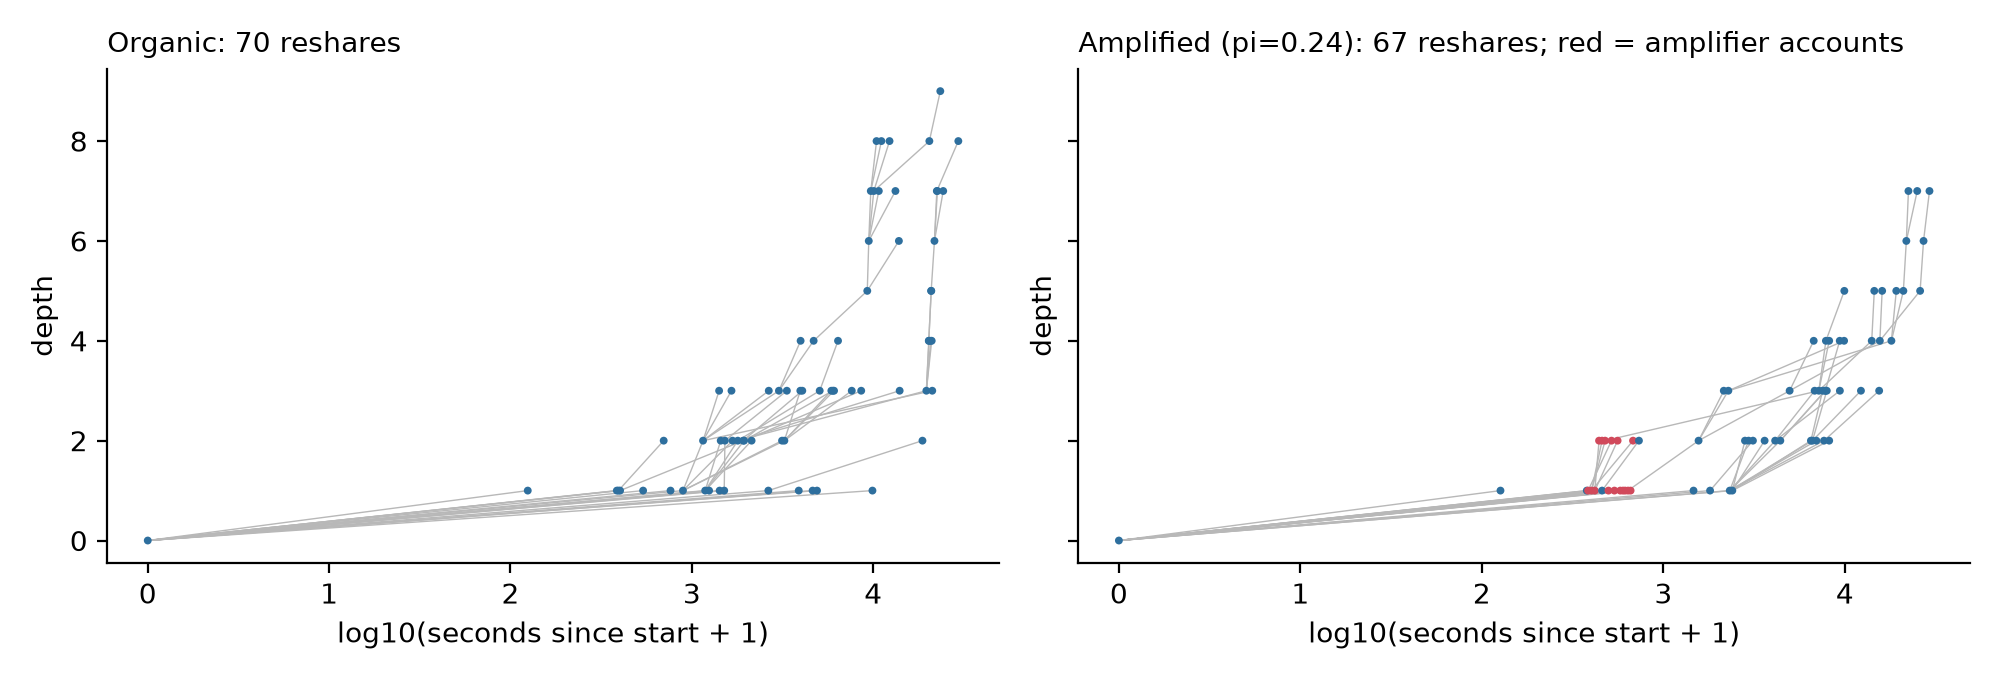 Organic: 70 reshares
Amplified (pi=0.24): 67 reshares; red = amplifier accounts
8
6
4
2
0
depth
depth
0 1 2 3 4
0 1 2 3 4
log10(seconds since start + 1)
log10(seconds since start + 1)